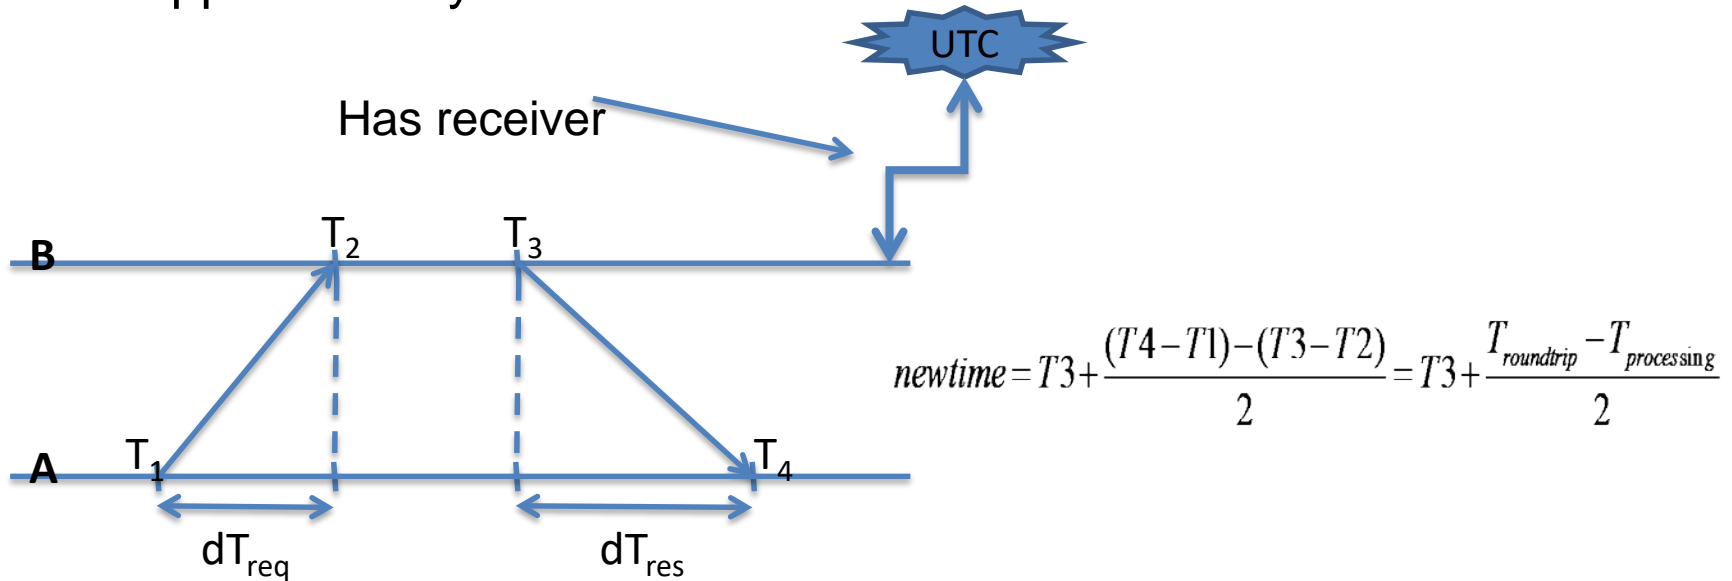 UTC
Has receiver
T2 T3
B
newtime = T3 + (T4 − T1) − (T3 − T2) / 2 = T3 + Troundtrip − Tprocessing / 2
T1 T4
A
dTreq dTres